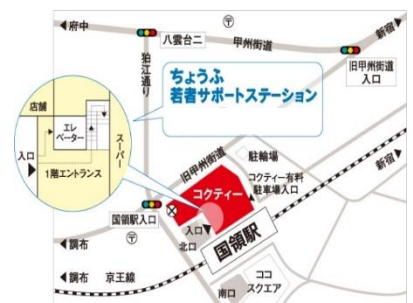 府中
〒
八雲台二
甲州街道
新宿
狛江通り
旧甲州街道
入口
ちょうふ
若者サポートステーション
店舗
エレ
ベーター
スーパー
入口
1階エントランス
旧甲州街道
駐輪場
新宿
コクティー
コクティー有料
駐車場入口
国領駅入口
〒
入口
北口
国領駅
調布
調布 京王線
南口
ココ
スクエア